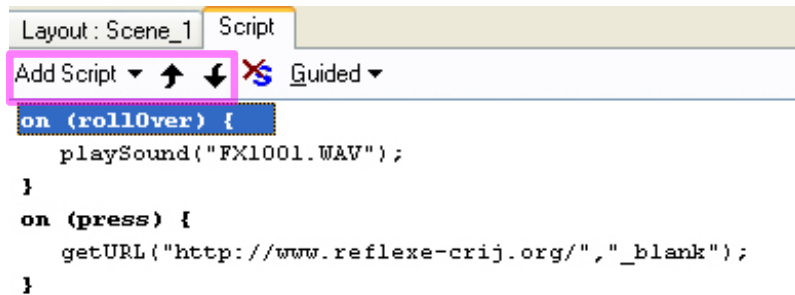 Layout : Scene_1 Script
Add Script Guided
on (rollOver) {
playSound("FX1001.WAV");
}
on (press) {
getURL("http://www.reflexe-crij.org/","_blank");
}